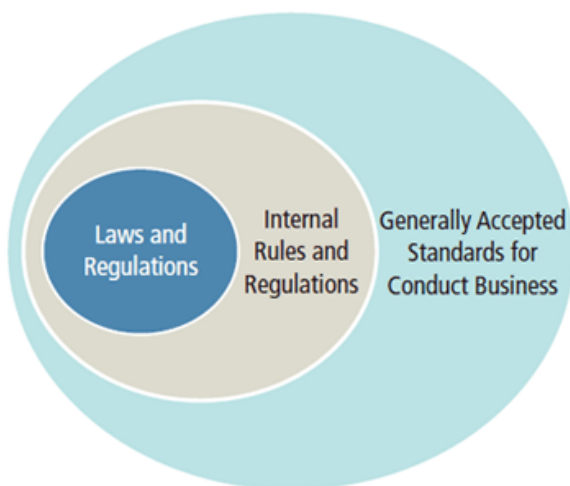 Laws and
Regulations
Internal
Rules and
Regulations
Generally Accepted
Standards for
Conduct Business